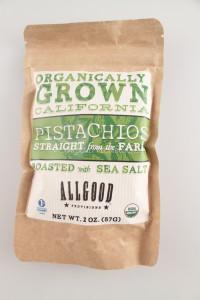 ORGANICALLY
GROWN
CALIFORNIA
PISTACHIOS
STRAIGHT from the FARM
ROASTED with SEA SALT
ALLGOOD
PROVISIONS
NET WT. 2 OZ. (57G)